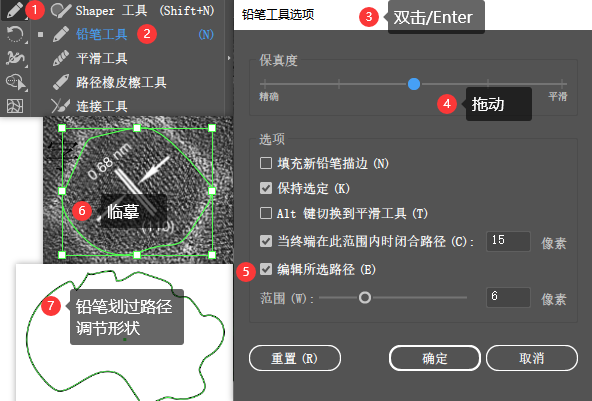 1
Shaper 工具 (Shift+N)
铅笔工具 2 (N)
平滑工具
路径橡皮檫工具
连接工具
0.68 nm
6 临摹
7 铅笔划过路径
调节形状
铅笔工具选项
3 双击/Enter
保真度
精确
平滑
4 拖动
选项
填充新铅笔描边 (N)
保持选定 (K)
Alt 键切换到平滑工具 (T)
当终端在此范围内时闭合路径 (C): 15 像素
5 编辑所选路径 (E)
范围 (W): 6 像素
重置 (R)
确定
取消